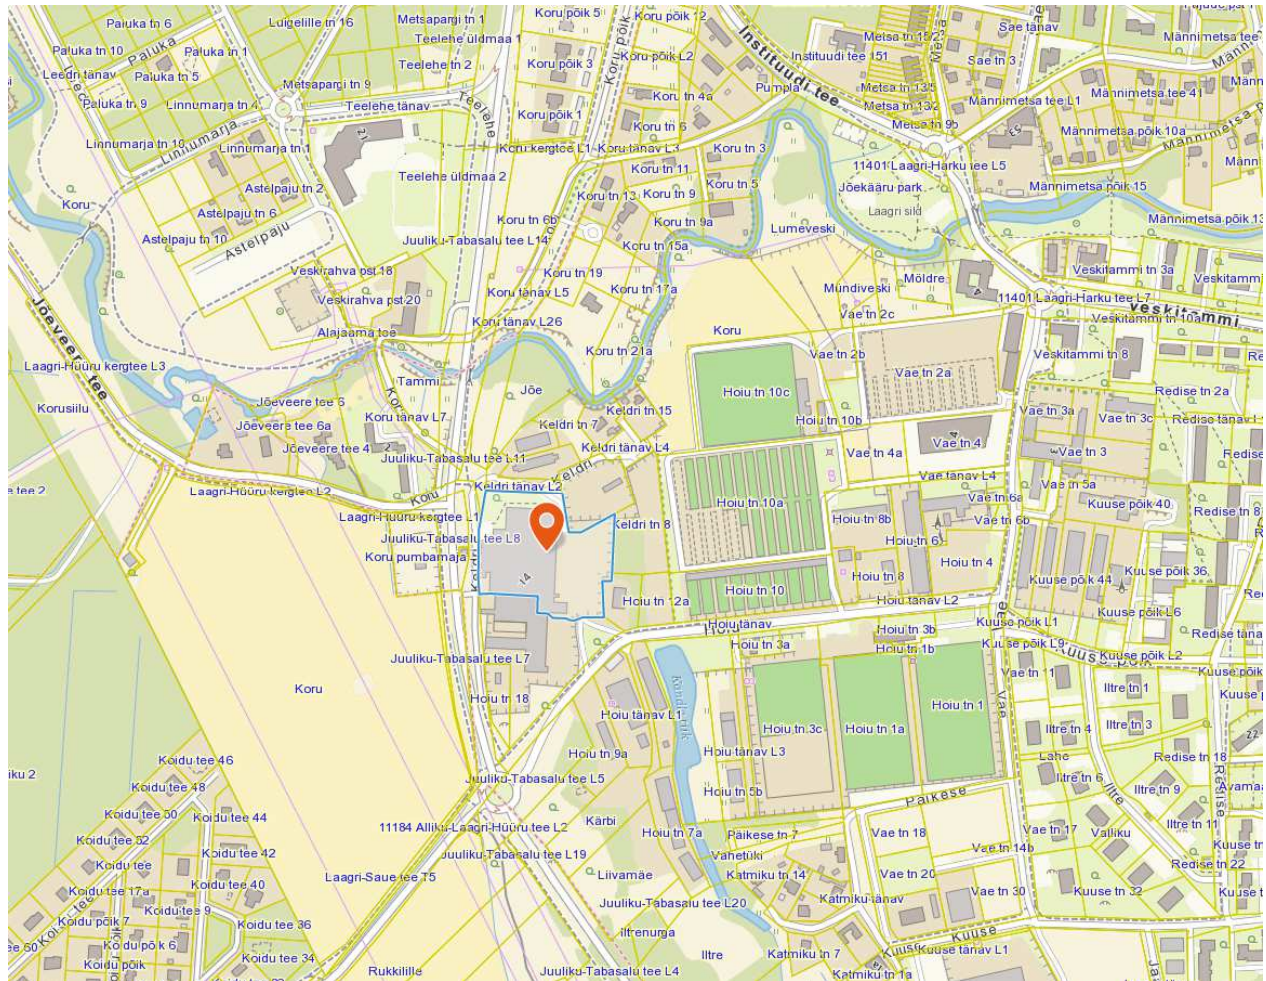 Paluka tn 6
Luigelille tn 16
Metsapargi tn 1
Koru põik 5
Koru põik 12
Teelehe üldmaa 1
Paluka tn 10
Paluka
Paluka tn 1
Teelehe tn 2
Koru põik 3
Koru põik
Koru põik L2
Instituudi tee
Instituudi tee 151
Metsa tn 15/2
Metsa
Sae tänav
Sae tn 3
Männimetsa tee
Leedri tänav
Paluka tn 5
Metsapargi tn 9
Pumpla
Metsa tn 13/5
Männimetsa tee L1
Männimetsa tee 41
Paluka tn 9
Linnumarja tn 4
Teelehe tänav
Teelehe
Koru põik 1
Koru tn 4a
Koru tn 6
Metsa tn 13/2
Metsa tn 9b
53
Männimetsa põik 10a
Linnumarja tn 18
Linnumarja
Linnumarja tn 1
21
Koru kergtee L1
Koru tänav L3
Koru tn 3
11401 Laagri-Harku tee L5
Teelehe üldmaa 2
Koru tn 11
Koru tn 5
Astelpaju tn 2
Koru tn 13
Koru tn 9
Jõekääru park
Männimetsa põik 15
Koru
Astelpaju tn 6
Koru tn 6b
Koru tn 9a
Lumeveski
Laagri sild
Männimetsa põik 13
Astelpaju tn 10
Astelpaju
Juuliku-Tabasalu tee L14
Koru tn 15a
Veskirahva pst 18
Koru tn 19
Koru tänav L5
Koru tn 17a
Mundiveski
Möldre
4
Veskitammi tn 3a
Veskitammi
Veskirahva pst 20
11401 Laagri-Harku tee L7
Veskitammi
Jõeveere tee
Alajaama tee
Koru tänav L26
Koru
Vae tn 2c
Veskitammi tn 10a
Laagri-Hüüru kergtee L3
Koru tn 21a
Vae tn 2b
Veskitammi tn 8
Vae tn 2a
Tammi
Jõe
Hoiu tn 10c
Redise tn 2a
Korusiilu
Jõeveere tee 6
Koru tänav L7
Keldri tn 15
Hoiu tn 10b
Vae tn 3a
Vae tn 3c
Jõeveere tee 6a
Keldri tn 7
4
Vae tn 4
Jõeveere tee 4
2
Keldri tänav L4
Vae tn 4a
Vae tn 3
Juuliku-Tabasalu tee L11
Keldri
Vae tänav L4
Vae tn 5a
Laagri-Hüüru kergtee L2
Koru
Keldri tänav L2
Hoiu tn 10a
Vae tn 6a
Kuuse põik 40
Laagri-Hüüru kergtee L1
Keldri tn 8
Hoiu tn 8b
Vae tn 6b
Redise tn 8
Juuliku-Tabasalu tee L8
Hoiu tn 6
Koru pumbamaja
14
Hoiu tn 8
Hoiu tn 4
Kuuse põik 36
Kuuse põik 44
Hoiu tn 12a
Hoiu tn 10
Hoiu tänav L2
Kuuse põik L6
Hoiu
Hoiu tänav
Hoiu tn 3b
Vae
Kuuse põik L1
Hoiu tn 3a
Hoiu tn 1b
Kuuse põik L9
Kuuse põik
Kuuse põik L2
Juuliku-Tabasalu tee L7
Koru
Hoiu tn 18
Kondi tiik
Vae
Vae tn 11
Iltre tn 1
Hoiu tänav L1
Hoiu tn 1
Iltre tn 3
Hoiu tn 3c
Hoiu tn 1a
Iltre tn 4
22
Hoiu tn 9a
Hoiu tänav L3
Lahe
Redise tn 18
Koidu tee 46
Juuliku-Tabasalu tee L5
Iltre tn 6
Koidu tee 48
Hoiu tn 5b
Iltre
Iltre tn 9
Redise
Päikese
Koidu tee 50
Koidu tee 44
Kärbi
11184 Alliku-Laagri-Hüüru tee L2
Hoiu tn 7a
Päikese tn 7
Vae tn 18
Vae tn 17
Valliku
Iltre tn 11
Koidu tee 52
Koidu tee 42
Juuliku-Tabasalu tee L19
Vahetüki
Vae tn 14b
Redise tn 22
Koidu tee
Laagri-Saue tee T5
Liivamäe
Katmiku tn 14
Vae tn 20
Koidu tee 40
Koidu tee 17a
Vae tn 30
Kuuse tn 32
Koidu tee 9
Juuliku-Tabasalu tee L20
Katmiku tänav
Koidu põik 7
Koidu tee 36
Iltrenurga
Kuuse
Koidu põik 6
Iltre
Katmiku tn 7
Kuuse tänav L1
Koidu tee 34
Koidu põik
Rukkilille
Juuliku-Tabasalu tee L4
Katmiku tn 1a